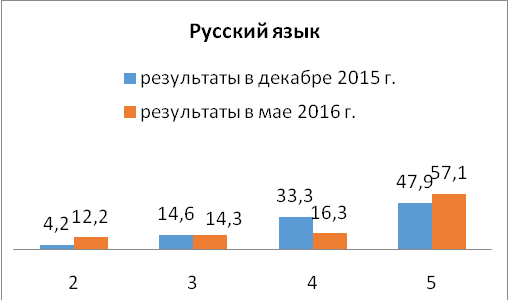 Русский язык
результаты в декабре 2015 г.
результаты в мае 2016 г.
4,2 12,2 14,6 14,3 33,3 16,3 47,9 57,1
2 3 4 5